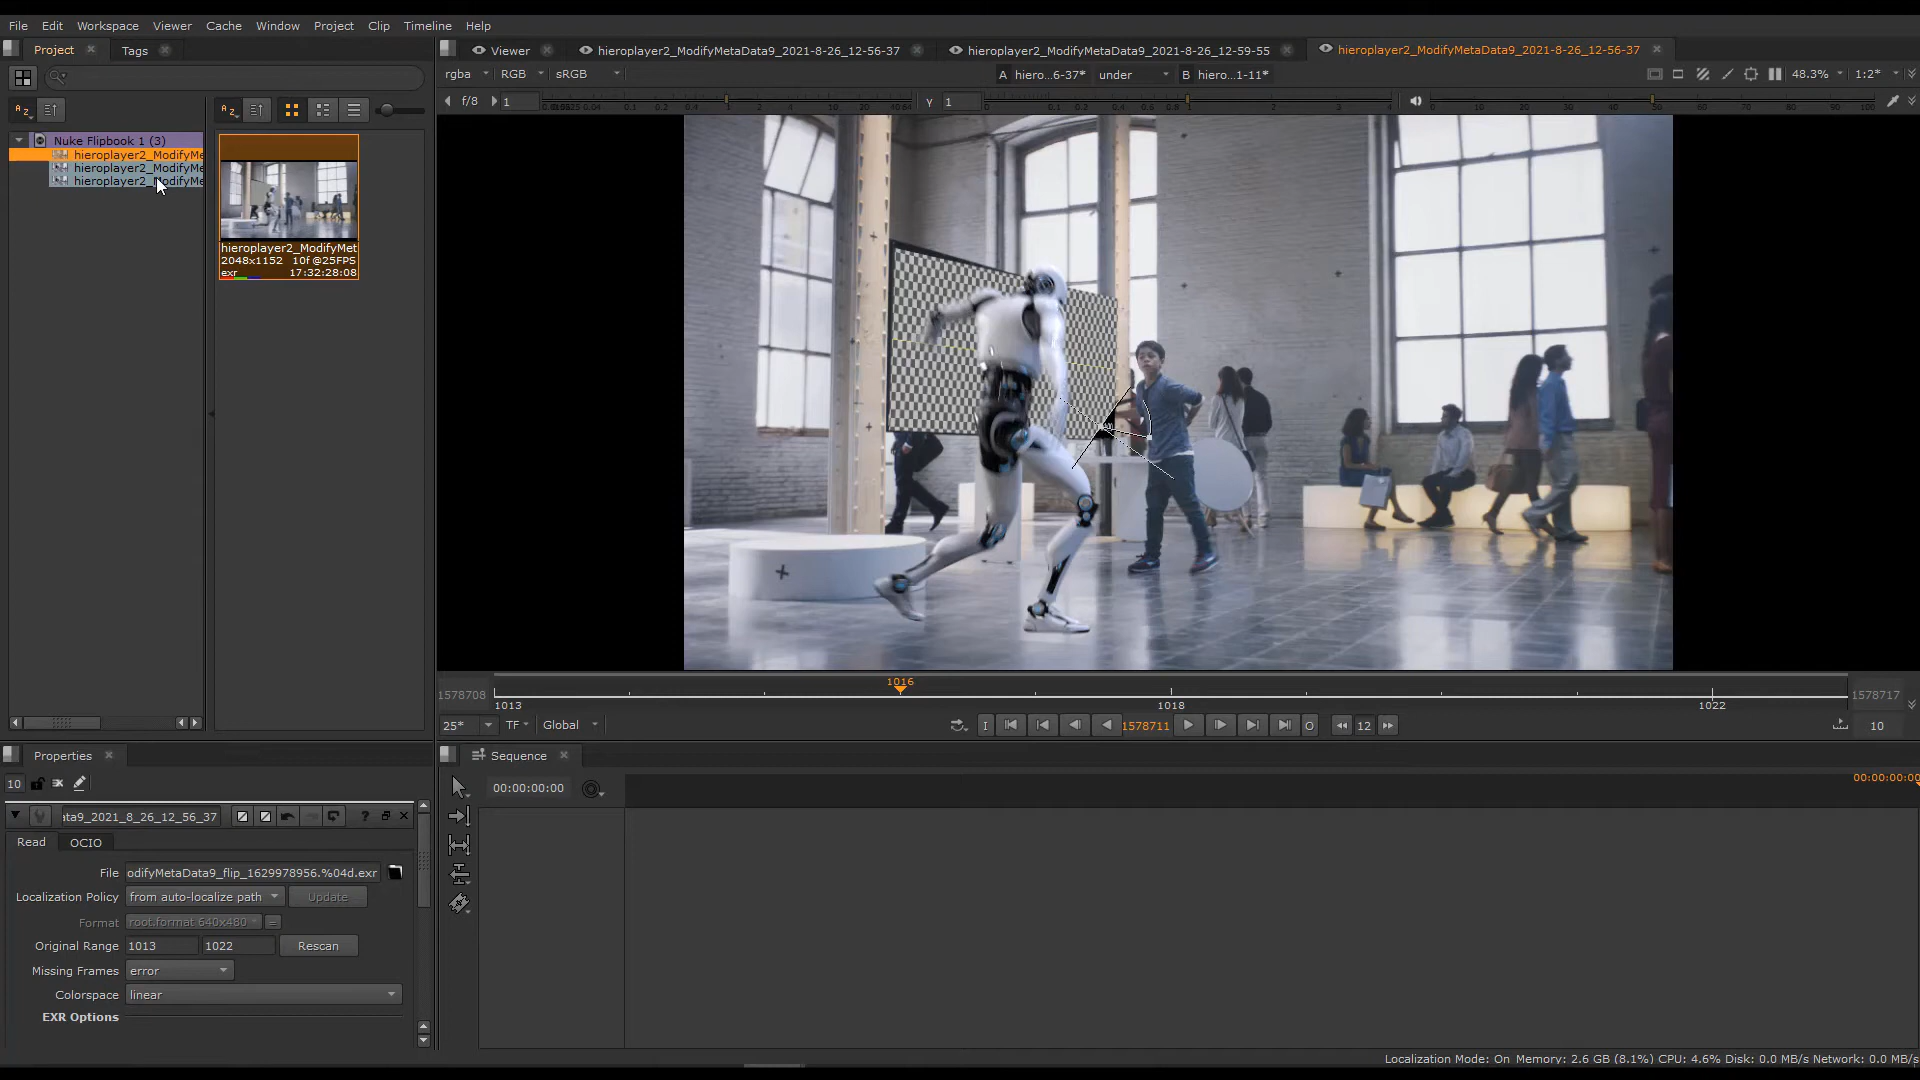 File Edit Workspace Viewer Cache Window Project Clip Timeline Help
Project Tags
Nuke Flipbook 1 (3)
hieroplayer2_ModifyMe
hieroplayer2_ModifyMe
hieroplayer2_ModifyMe
hieroplayer2_ModifyMet
2048x1152 10f @25FPS
exr 17:32:28:08
Viewer hieroplayer2_ModifyMetaData9_2021-8-26_12-56-37 hieroplayer2_ModifyMetaData9_2021-8-26_12-59-55 hieroplayer2_ModifyMetaData9_2021-8-26_12-56-37
rgba RGB sRGB A hiero...6-37* under B hiero...1-11* 48.3% 1:2*
f/8 1 γ 1
1016
1578708 1578717
1013 1018 1022
25* TF Global I 1578711 O 12 10
Properties
10
ata9_2021_8_26_12_56_37 ?
Read OCIO
File odifyMetaData9_flip_1629978956.%04d.exr
Localization Policy from auto-localize path Update
Format root.format 640x480 =
Original Range 1013 1022 Rescan
Missing Frames error
Colorspace linear
EXR Options
Sequence
00:00:00:00 00:00:00:00
Localization Mode: On Memory: 2.6 GB (8.1%) CPU: 4.6% Disk: 0.0 MB/s Network: 0.0 MB/s